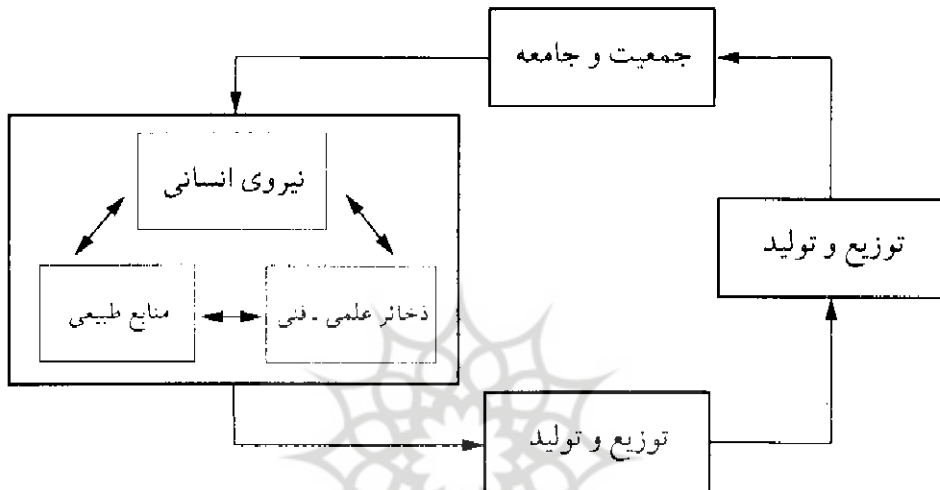 جمعیت و جامعه
نیروی انسانی
توزیع و تولید
منابع طبیعی
ذخائر علمی - فنی
توزیع و تولید